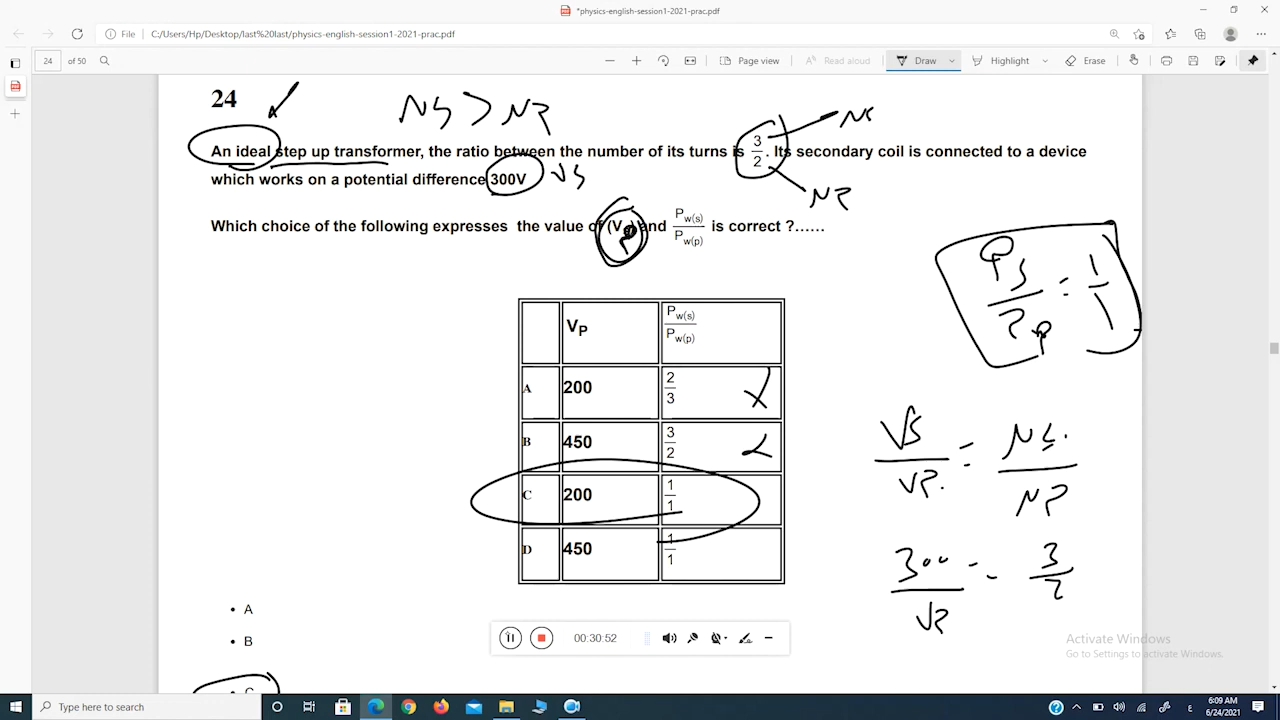 *physics-english-session1-2021-prac.pdf
File
C:/Users/Hp/Desktop/last%20last/physics-english-session1-2021-prac.pdf
24 of 50
Page view
Read aloud
Draw
Highlight
Erase
24
NS > NP
An ideal step up transformer, the ratio between the number of its turns is 3/2. Its secondary coil is connected to a device
NS
which works on a potential difference 300V
VS
NP
Which choice of the following expresses the value of (V P) and Pw(s)/Pw(p) is correct ?......
PS/PP = 1/1
VP Pw(s)/Pw(p)
A 200 2/3 X
B 450 3/2
C 200 1/1
D 450 1/1
VS/VP = NS/NP
300/VP = 3/2
• A
• B
• C
00:30:52
Activate Windows
Go to Settings to activate Windows.
Type here to search
6:09 AM
6/24/2021